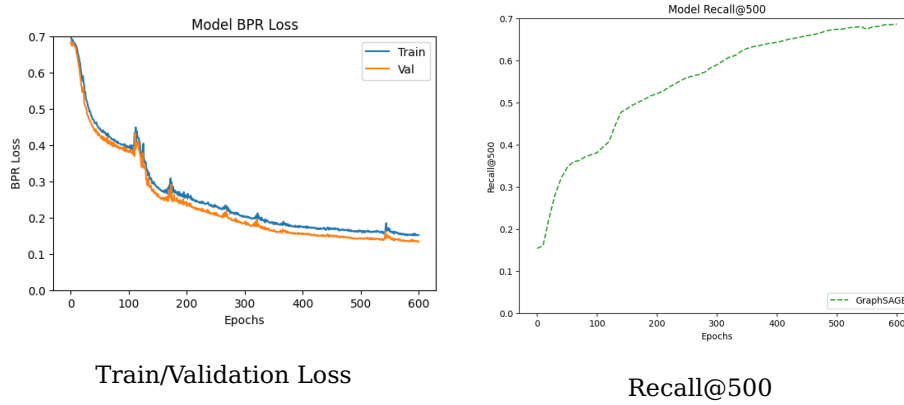 Model BPR Loss
0.7
0.6
0.5
0.4
0.3
0.2
0.1
0.0
BPR Loss
Train
Val
0
100
200
300
400
500
600
Epochs
Train/Validation Loss
Model Recall@500
0.7
0.6
0.5
0.4
0.3
0.2
0.1
0.0
Recall@500
GraphSAGE
0
100
200
300
400
500
600
Epochs
Recall@500